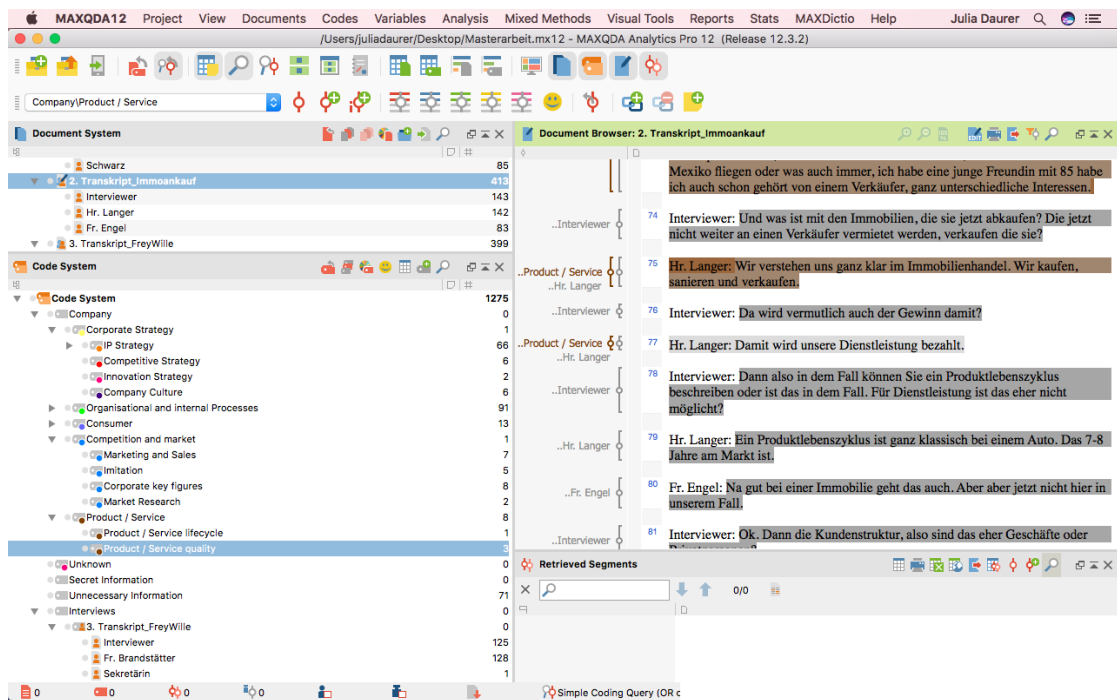 MAXQDA12 Project View Documents Codes Variables Analysis Mixed Methods Visual Tools Reports Stats MAXDictio Help Julia Daurer
/Users/juliadaurer/Desktop/Masterarbeit.mx12 - MAXQDA Analytics Pro 12 (Release 12.3.2)
Company\Product / Service
Document System
Schwarz 85
2. Transkript_Immoankauf 413
Interviewer 143
Hr. Langer 142
Fr. Engel 83
3. Transkript_FreyWille 399
Code System
Code System 1275
Company 0
Corporate Strategy 1
IP Strategy 66
Competitive Strategy 6
Innovation Strategy 2
Company Culture 6
Organisational and internal Processes 91
Consumer 13
Competition and market 1
Marketing and Sales 7
Imitation 5
Corporate key figures 8
Market Research 2
Product / Service 8
Product / Service lifecycle 1
Product / Service quality 3
Unknown 0
Secret Information 0
Unnecessary Information 71
Interviews 0
3. Transkript_FreyWille 0
Interviewer 125
Fr. Brandstätter 128
Sekretärin 1
Document Browser: 2. Transkript_Immoankauf
Mexiko fliegen oder was auch immer, ich habe eine junge Freundin mit 85 habe
ich auch schon gehört von einem Verkäufer, ganz unterschiedliche Interessen.
..Interviewer 74 Interviewer: Und was ist mit den Immobilien, die sie jetzt abkaufen? Die jetzt
nicht weiter an einen Verkäufer vermietet werden, verkaufen die sie?
..Product / Service 75 Hr. Langer: Wir verstehen uns ganz klar im Immobilienhandel. Wir kaufen,
..Hr. Langer sanieren und verkaufen.
..Interviewer 76 Interviewer: Da wird vermutlich auch der Gewinn damit?
..Product / Service 77 Hr. Langer: Damit wird unsere Dienstleistung bezahlt.
..Hr. Langer
78 Interviewer: Dann also in dem Fall können Sie ein Produktlebenszyklus
..Interviewer beschreiben oder ist das in dem Fall. Für Dienstleistung ist das eher nicht
möglicht?
..Hr. Langer 79 Hr. Langer: Ein Produktlebenszyklus ist ganz klassisch bei einem Auto. Das 7-8
Jahre am Markt ist.
..Fr. Engel 80 Fr. Engel: Na gut bei einer Immobilie geht das auch. Aber aber jetzt nicht hier in
unserem Fall.
..Interviewer 81 Interviewer: Ok. Dann die Kundenstruktur, also sind das eher Geschäfte oder
Retrieved Segments
0/0
0 0 0 0
Simple Coding Query (OR